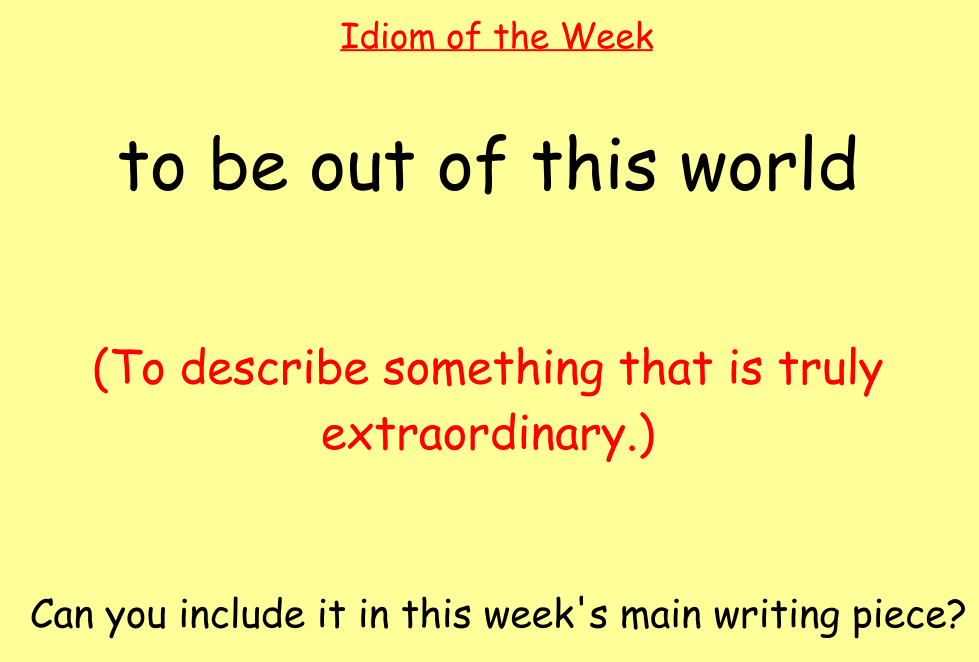 Idiom of the Week
to be out of this world
(To describe something that is truly
extraordinary.)
Can you include it in this week's main writing piece?